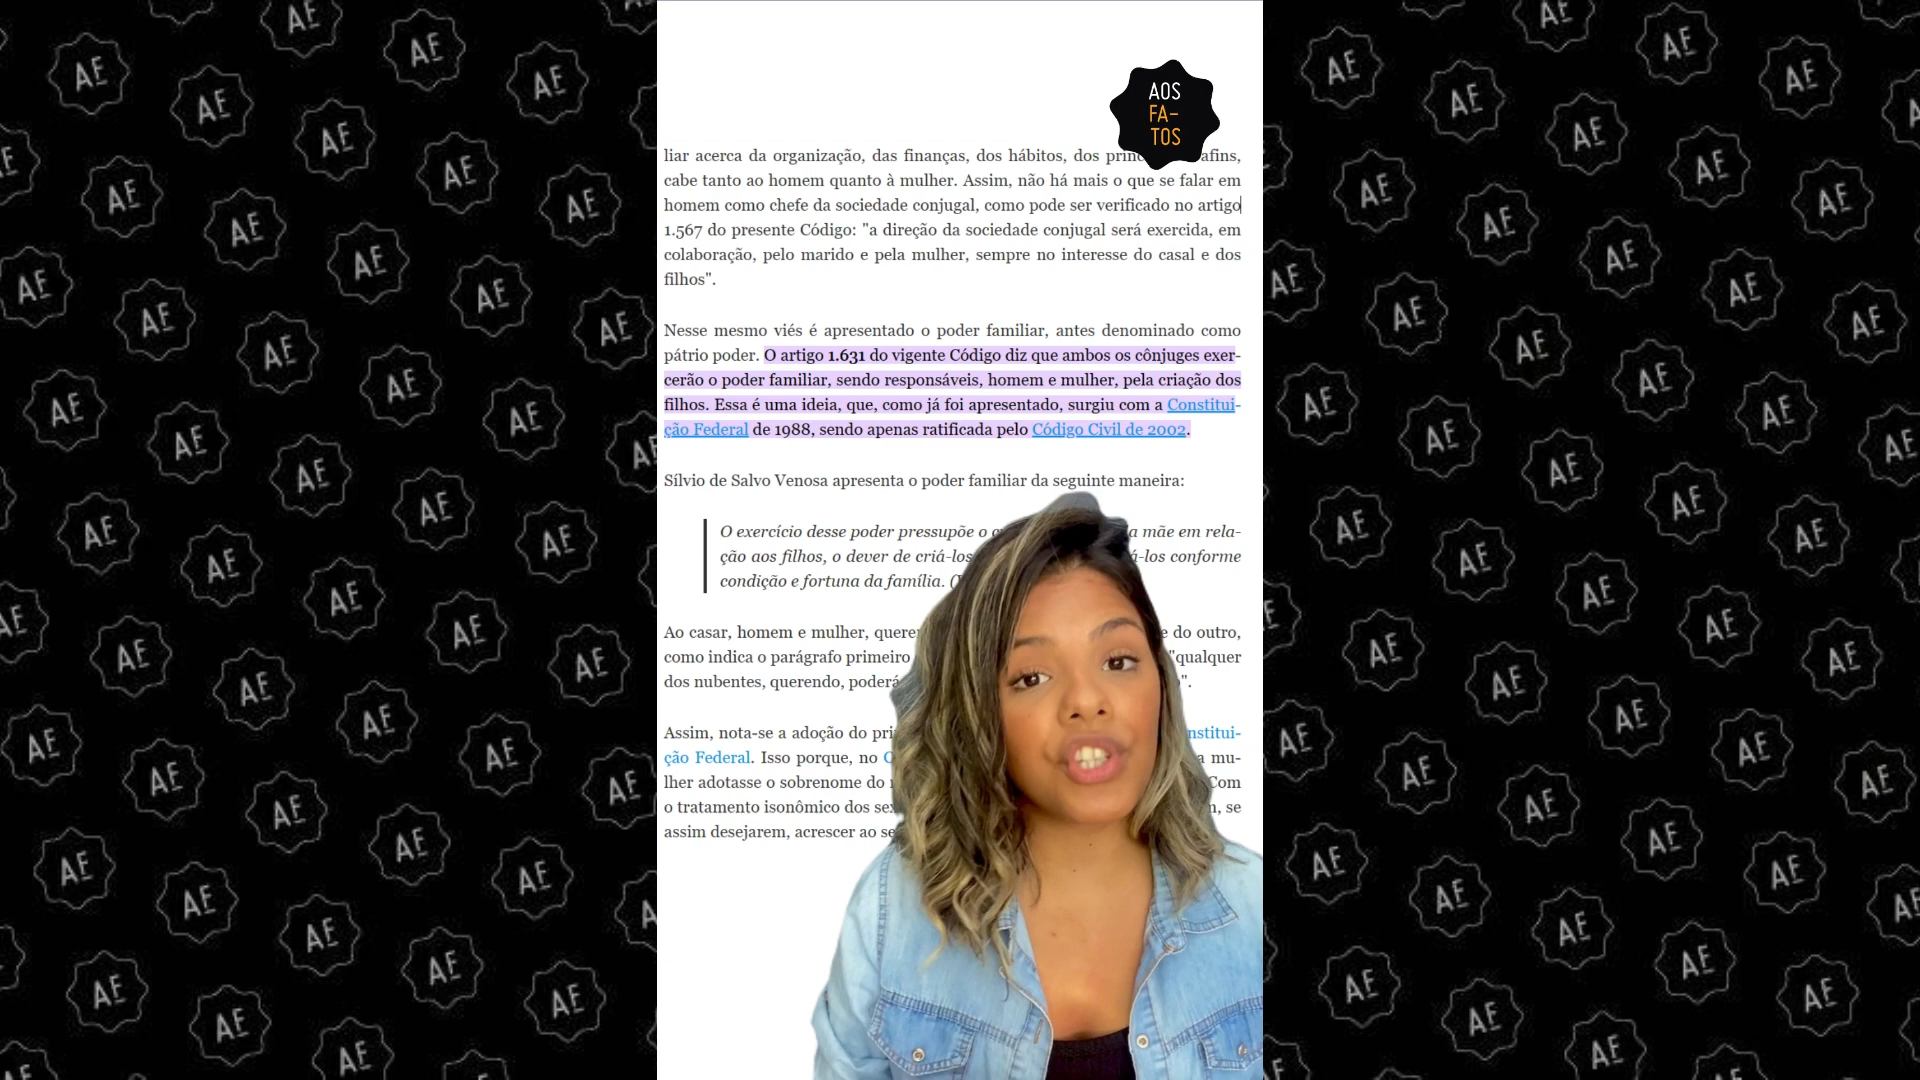 AOS
FA-
TOS
liar acerca da organização, das finanças, dos hábitos, dos afins,
cabe tanto ao homem quanto à mulher. Assim, não há mais o que se falar em
homem como chefe da sociedade conjugal, como pode ser verificado no artigo
1.567 do presente Código: "a direção da sociedade conjugal será exercida, em
colaboração, pelo marido e pela mulher, sempre no interesse do casal e dos
filhos".
Nesse mesmo viés é apresentado o poder familiar, antes denominado como
pátrio poder. O artigo 1.631 do vigente Código diz que ambos os cônjuges exer-
cerão o poder familiar, sendo responsáveis, homem e mulher, pela criação dos
filhos. Essa é uma ideia, que, como já foi apresentado, surgiu com a Constitui-
ção Federal de 1988, sendo apenas ratificada pelo Código Civil de 2002.
Sílvio de Salvo Venosa apresenta o poder familiar da seguinte maneira:
O exercício desse poder pressupõe o a mãe em rela-
ção aos filhos, o dever de criá-los á-los conforme
condição e fortuna da família.
Ao casar, homem e mulher, e do outro,
como indica o parágrafo primeiro "qualquer
dos nubentes, querendo, poderá
Assim, nota-se a adoção do nstitui-
ção Federal. Isso porque, no a mu-
lher adotasse o sobrenome do Com
o tratamento isonômico dos se
assim desejarem, acrescer ao